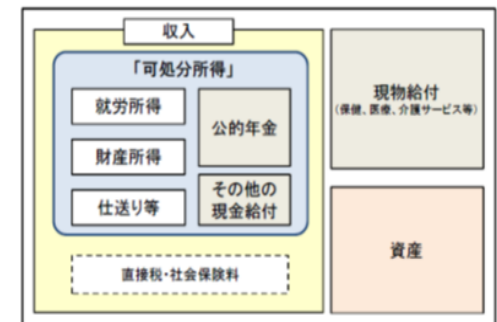 収入
「可処分所得」
就労所得
財産所得
仕送り等
公的年金
その他の
現金給付
直接税・社会保険料
現物給付
(保健、医療、介護サービス等)
資産